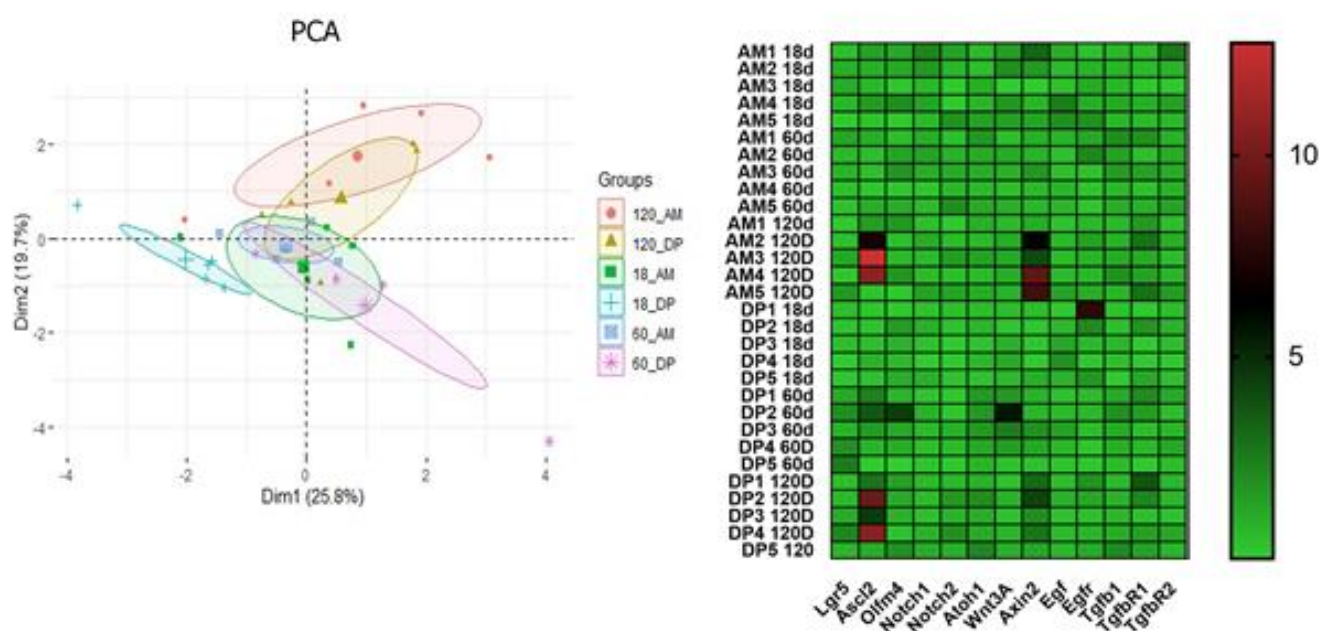 PCA
2
0
-2
-4
Dim2 (19.7%)
-4
-2
0
2
4
Dim1 (25.8%)
Groups
120_AM
120_DP
18_AM
18_DP
60_AM
60_DP
AM1 18d
AM2 18d
AM3 18d
AM4 18d
AM5 18d
AM1 60d
AM2 60d
AM3 60d
AM4 60d
AM5 60d
AM1 120d
AM2 120D
AM3 120D
AM4 120D
AM5 120D
DP1 18d
DP2 18d
DP3 18d
DP4 18d
DP5 18d
DP1 60d
DP2 60d
DP3 60d
DP4 60D
DP5 60d
DP1 120D
DP2 120D
DP3 120D
DP4 120D
DP5 120
Lgr5
Ascl2
Olfm4
Notch1
Notch2
Atoh1
Wnt3A
Axin2
Egf
Egfr
Tgfb1
TgfbR1
TgfbR2
10
5